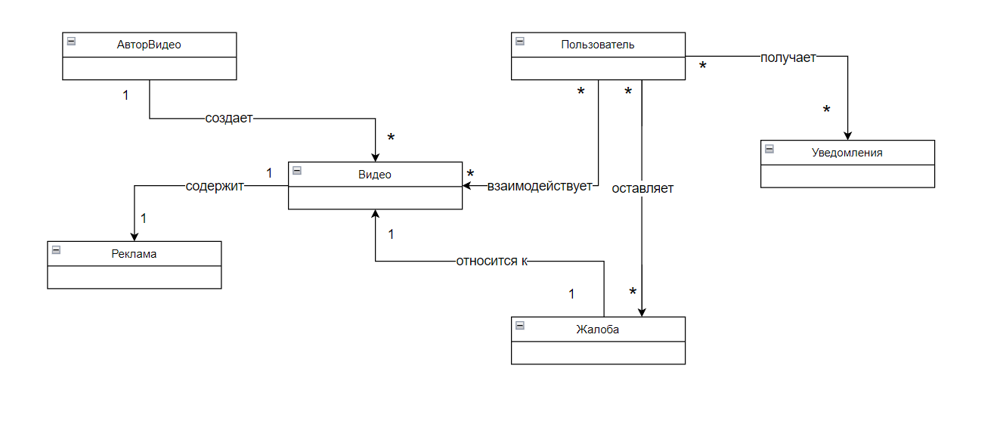 АвторВидео
Пользователь
получает
*
1
*
*
создает
*
*
Уведомления
1
Видео
*
содержит
взаимодействует
оставляет
1
1
Реклама
относится к
1
*
Жалоба